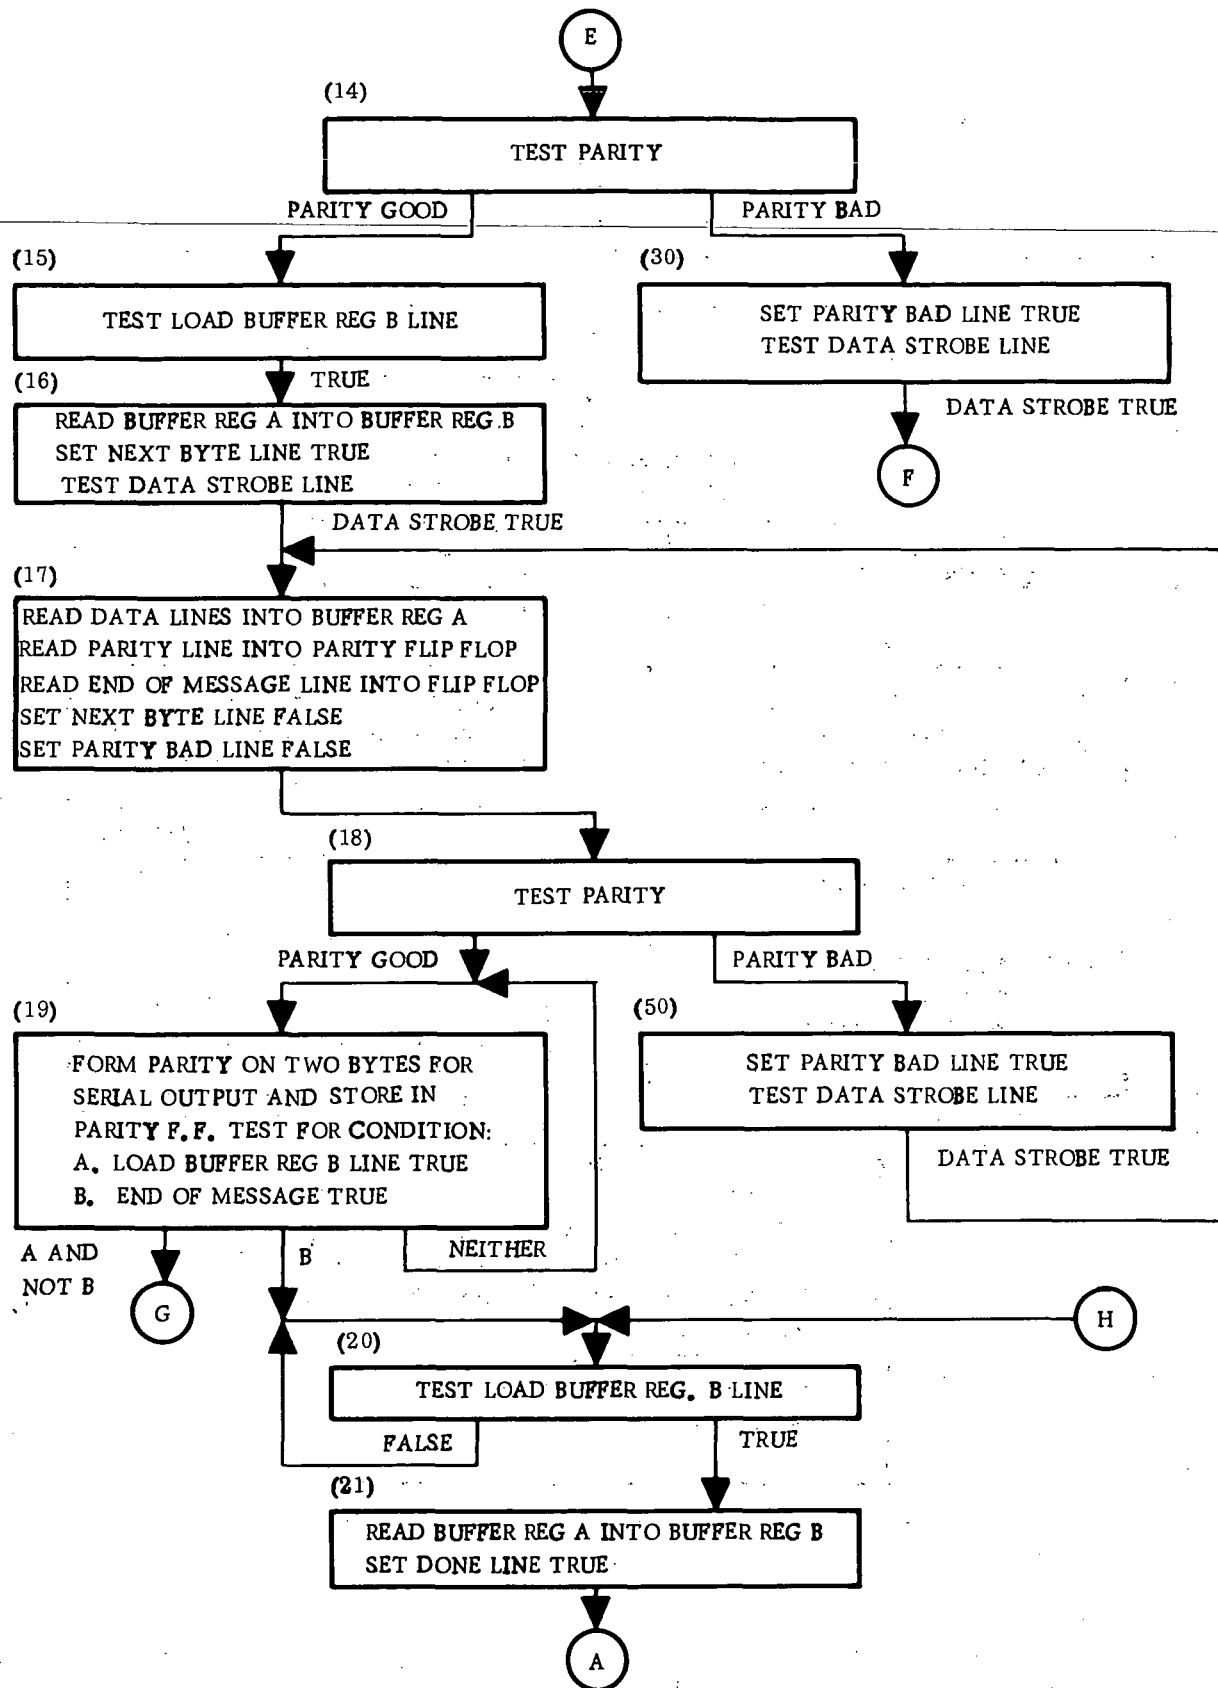 E
(14)
TEST PARITY
PARITY GOOD
PARITY BAD
(15)
(30)
TEST LOAD BUFFER REG B LINE
SET PARITY BAD LINE TRUE
TEST DATA STROBE LINE
(16)
TRUE
DATA STROBE TRUE
READ BUFFER REG A INTO BUFFER REG.B
SET NEXT BYTE LINE TRUE
TEST DATA STROBE LINE
F
DATA STROBE TRUE
(17)
READ DATA LINES INTO BUFFER REG A
READ PARITY LINE INTO PARITY FLIP FLOP
READ END OF MESSAGE LINE INTO FLIP FLOP
SET NEXT BYTE LINE FALSE
SET PARITY BAD LINE FALSE
(18)
TEST PARITY
PARITY GOOD
PARITY BAD
(19)
(50)
FORM PARITY ON TWO BYTES FOR
SERIAL OUTPUT AND STORE IN
PARITY F.F. TEST FOR CONDITION:
A. LOAD BUFFER REG B LINE TRUE
B. END OF MESSAGE TRUE
SET PARITY BAD LINE TRUE
TEST DATA STROBE LINE
DATA STROBE TRUE
A AND
NOT B
B
NEITHER
G
H
(20)
TEST LOAD BUFFER REG. B LINE
FALSE
TRUE
(21)
READ BUFFER REG A INTO BUFFER REG B
SET DONE LINE TRUE
A